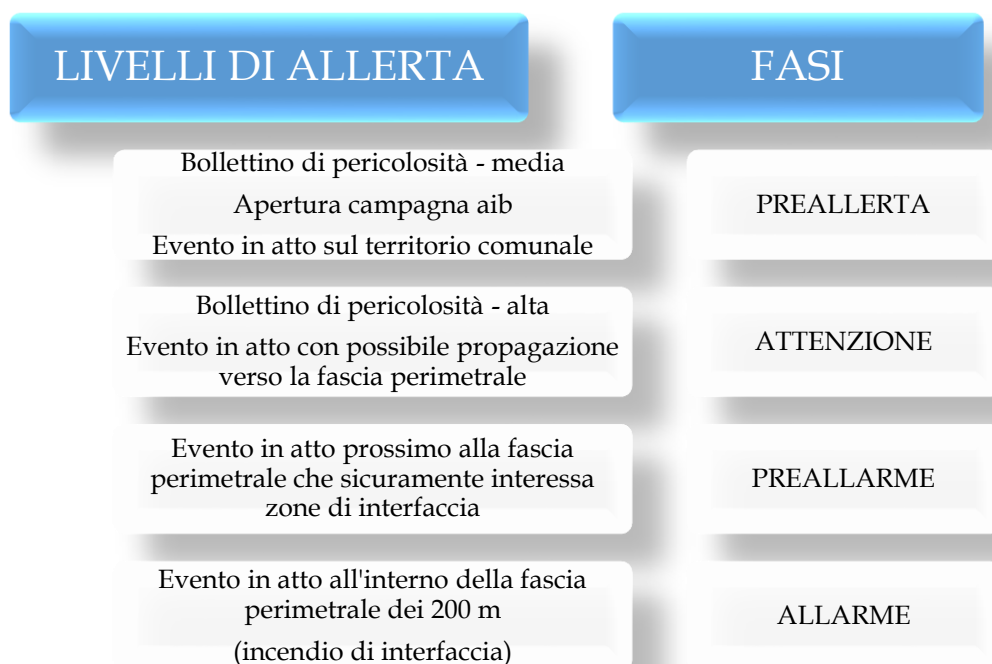 LIVELLI DI ALLERTA
FASI
Bollettino di pericolosità - media
Apertura campagna aib
Evento in atto sul territorio comunale
PREALLERTA
Bollettino di pericolosità - alta
Evento in atto con possibile propagazione
verso la fascia perimetrale
ATTENZIONE
Evento in atto prossimo alla fascia
perimetrale che sicuramente interessa
zone di interfaccia
PREALLARME
Evento in atto all'interno della fascia
perimetrale dei 200 m
(incendio di interfaccia)
ALLARME